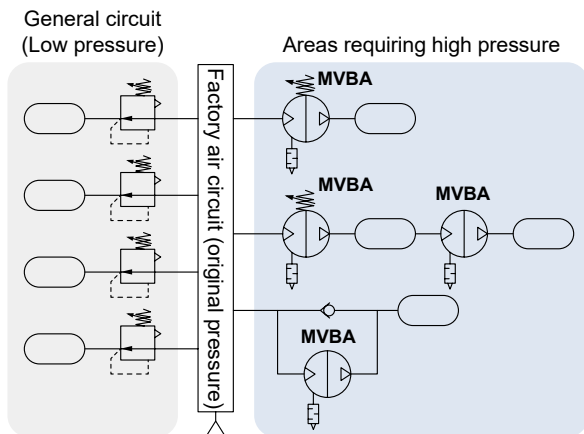 General circuit
(Low pressure)
Areas requiring high pressure
Factory air circuit (original pressure)
MVBA
MVBA
MVBA
MVBA